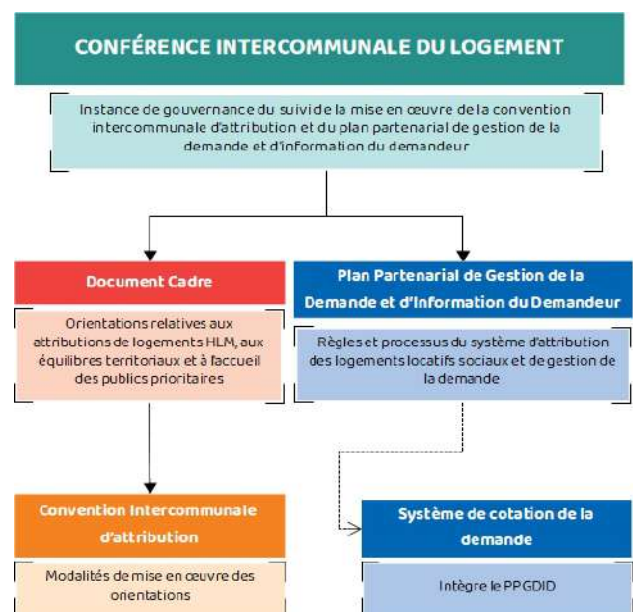 CONFÉRENCE INTERCOMMUNALE DU LOGEMENT
Instance de gouvernance du suivi de la mise en œuvre de la convention
intercommunale d'attribution et du plan partenarial de gestion de la
demande et d'information du demandeur
Document Cadre
Orientations relatives aux
attributions de logements HLM, aux
équilibres territoriaux et à l'accueil
des publics prioritaires
Plan Partenarial de Gestion de la
Demande et d'Information du Demandeur
Règles et processus du système d'attribution
des logements locatifs sociaux et de gestion de
la demande
Convention Intercommunale
d'attribution
Modalités de mise en œuvre des
orientations
Système de cotation de la
demande
Intègre le PPGDID